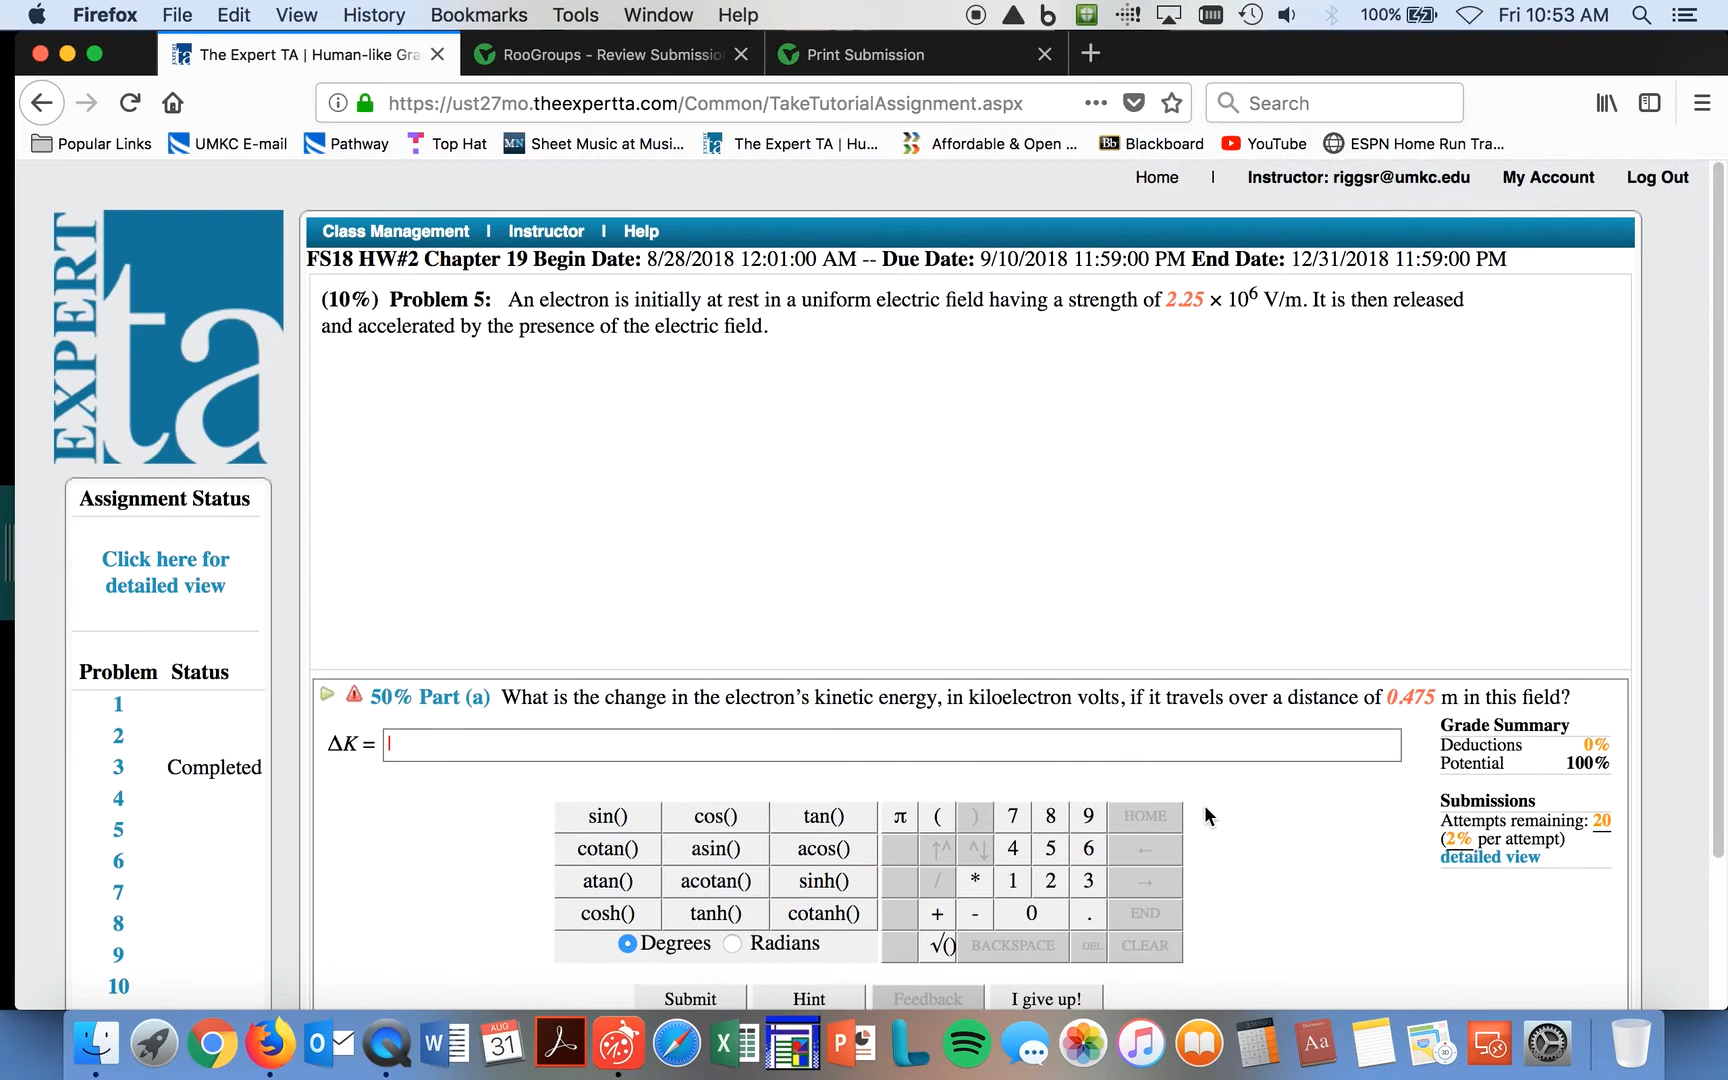 Firefox File Edit View History Bookmarks Tools Window Help 100% Fri 10:53 AM
The Expert TA | Human-like Gra
RooGroups - Review Submission
Print Submission
https://ust27mo.theexpertta.com/Common/TakeTutorialAssignment.aspx
Search
Popular Links UMKC E-mail Pathway Top Hat Sheet Music at Musi... The Expert TA | Hu... Affordable & Open ... Blackboard YouTube ESPN Home Run Tra...
Home | Instructor: riggsr@umkc.edu My Account Log Out
EXPERT ta
Class Management | Instructor | Help
FS18 HW#2 Chapter 19 Begin Date: 8/28/2018 12:01:00 AM -- Due Date: 9/10/2018 11:59:00 PM End Date: 12/31/2018 11:59:00 PM
(10%) Problem 5: An electron is initially at rest in a uniform electric field having a strength of 2.25 × 10⁶ V/m. It is then released
and accelerated by the presence of the electric field.
Assignment Status
Click here for
detailed view
Problem Status
1
2
3 Completed
4
5
6
7
8
9
10
50% Part (a) What is the change in the electron's kinetic energy, in kiloelectron volts, if it travels over a distance of 0.475 m in this field?
ΔK =
Grade Summary
Deductions 0%
Potential 100%
Submissions
Attempts remaining: 20
(2% per attempt)
detailed view
sin() cos() tan() π ( ) 7 8 9 HOME
cotan() asin() acos() ↑^ ^↓ 4 5 6 ←
atan() acotan() sinh() / * 1 2 3 →
cosh() tanh() cotanh() + - 0 . END
Degrees Radians √() BACKSPACE DEL CLEAR
Submit Hint Feedback I give up!
AUG
31